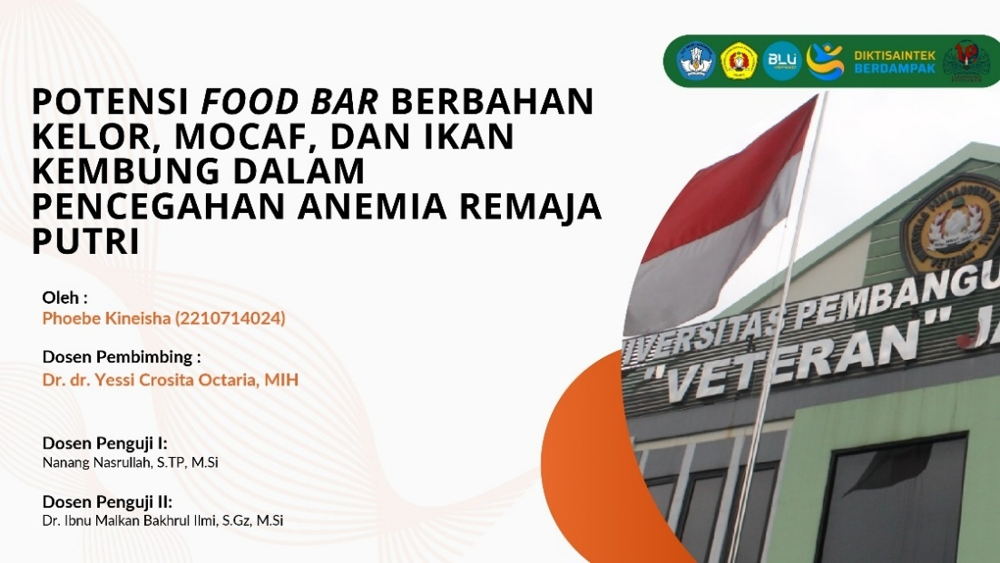 POTENSI FOOD BAR BERBAHAN
KELOR, MOCAF, DAN IKAN
KEMBUNG DALAM
PENCEGAHAN ANEMIA REMAJA
PUTRI
Oleh :
Phoebe Kineisha (2210714024)
Dosen Pembimbing :
Dr. dr. Yessi Crosita Octaria, MIH
Dosen Penguji I:
Nanang Nasrullah, S.TP, M.Si
Dosen Penguji II:
Dr. Ibnu Malkan Bakhrul Ilmi, S.Gz, M.Si
BLU
DIKTISAINTEK
BERDAMPAK
IVERSITAS PEMBANGU
"VETERAN" JA